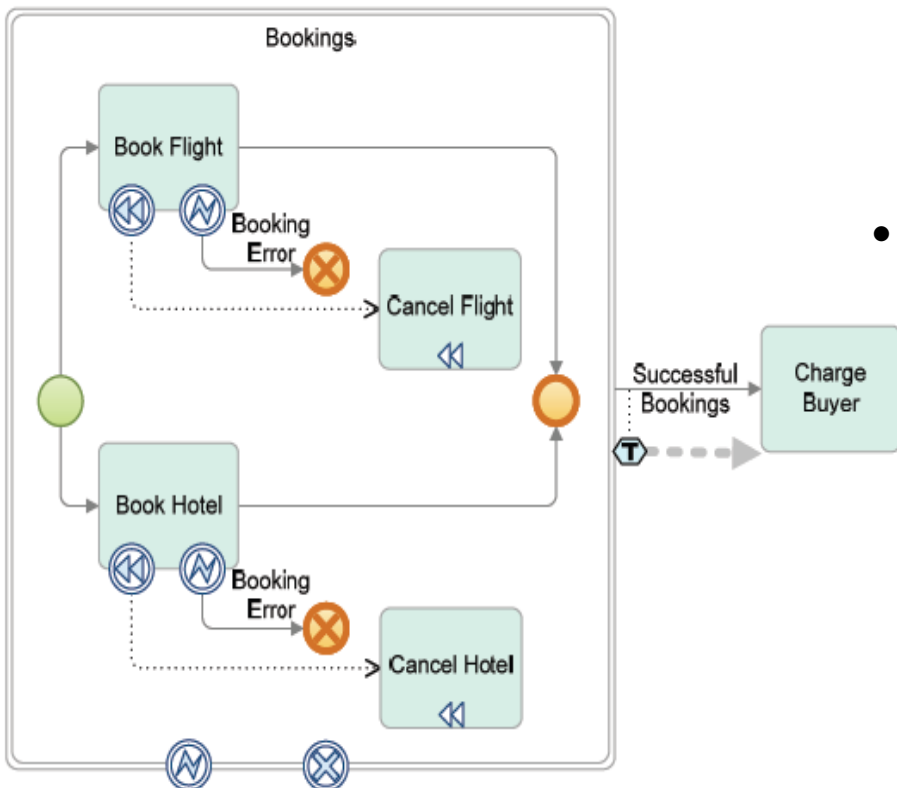 Bookings
Book Flight
Booking
Error
Cancel Flight
Successful
Bookings
Charge
Buyer
T
Book Hotel
Booking
Error
Cancel Hotel